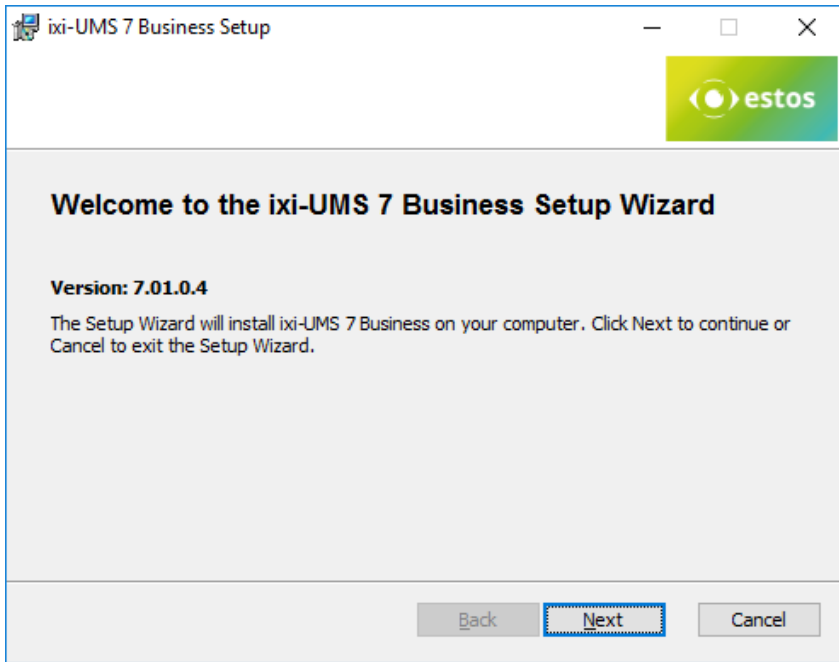 ixi-UMS 7 Business Setup
estos
Welcome to the ixi-UMS 7 Business Setup Wizard
Version: 7.01.0.4
The Setup Wizard will install ixi-UMS 7 Business on your computer. Click Next to continue or
Cancel to exit the Setup Wizard.
Back Next Cancel